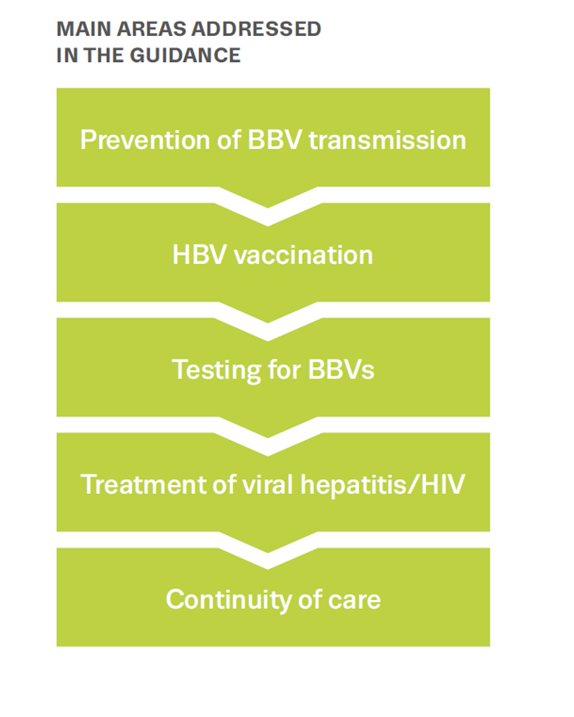 MAIN AREAS ADDRESSED
IN THE GUIDANCE
Prevention of BBV transmission
HBV vaccination
Testing for BBVs
Treatment of viral hepatitis/HIV
Continuity of care